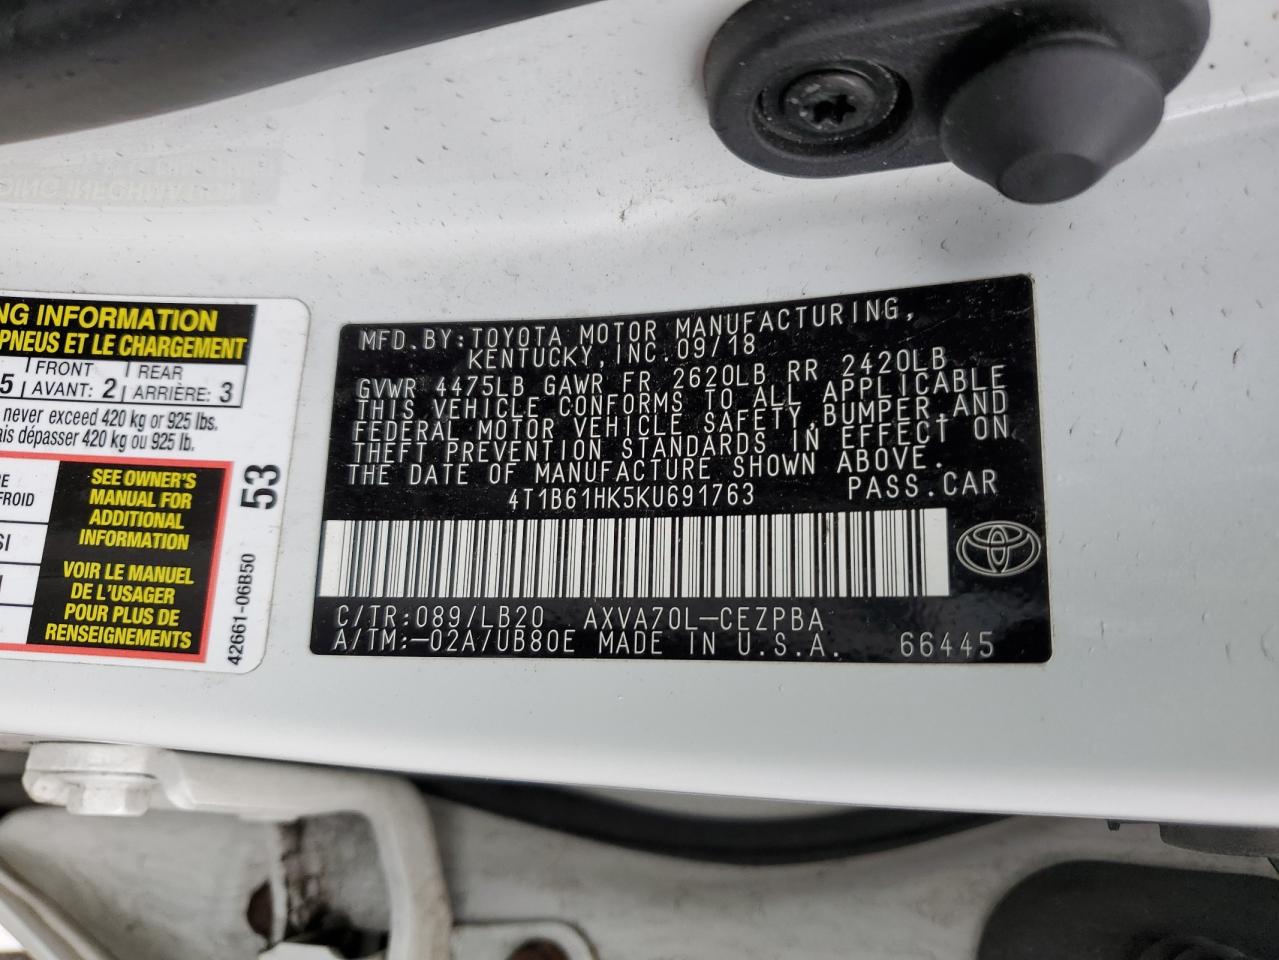 NG INFORMATION
PNEUS ET LE CHARGEMENT
5 FRONT AVANT: 2 REAR ARRIÈRE: 3
never exceed 420 kg or 925 lbs.
ais dépasser 420 kg ou 925 lb.
RE
FROID
SI
SEE OWNER'S
MANUAL FOR
ADDITIONAL
INFORMATION
VOIR LE MANUEL
DE L'USAGER
POUR PLUS DE
RENSEIGNEMENTS
53
42661-06B50
MFD. BY: TOYOTA MOTOR MANUFACTURING,
KENTUCKY, INC. 09/18
GVWR 4475LB GAWR FR 2620LB RR 2420LB
THIS VEHICLE CONFORMS TO ALL APPLICABLE
FEDERAL MOTOR VEHICLE SAFETY, BUMPER, AND
THEFT PREVENTION STANDARDS IN EFFECT ON
THE DATE OF MANUFACTURE SHOWN ABOVE.
4T1B61HK5KU691763 PASS. CAR
C/TR: 089/LB20 AXVA70L-CEZPBA
A/TM: -02A/UB80E MADE IN U.S.A. 66445